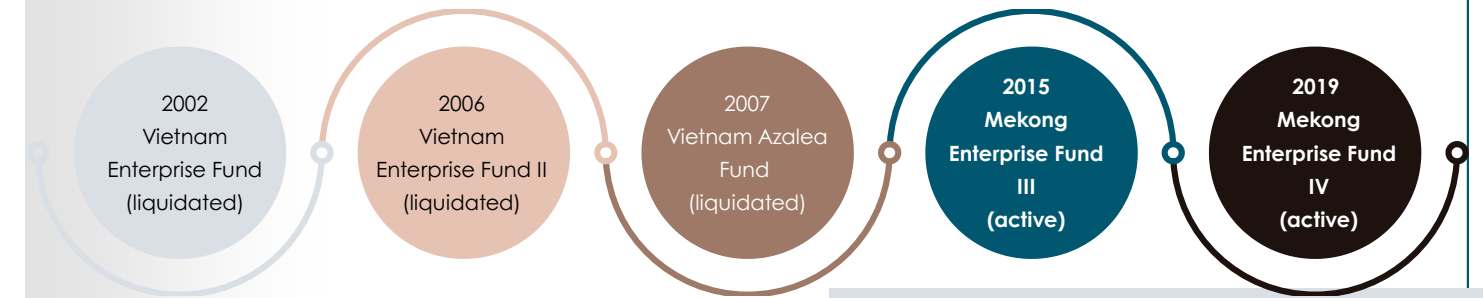 2002
Vietnam
Enterprise Fund
(liquidated)
2006
Vietnam
Enterprise Fund II
(liquidated)
2007
Vietnam Azalea
Fund
(liquidated)
2015
Mekong
Enterprise Fund
III
(active)
2019
Mekong
Enterprise Fund
IV
(active)